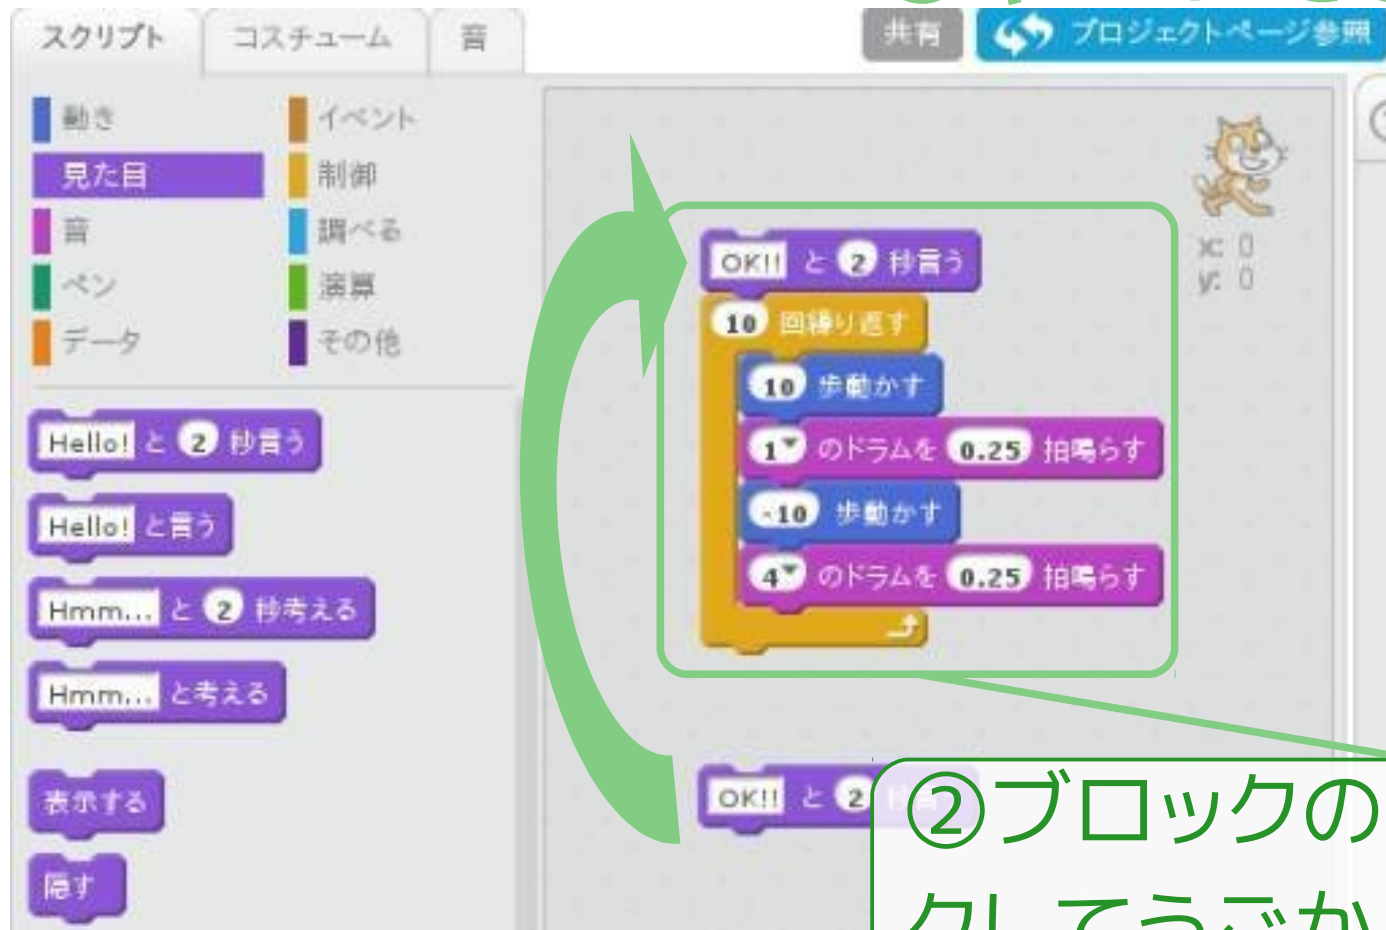 スクリプト
コスチューム
音
共有
プロジェクトページ参照
動き
イベント
見た目
制御
音
調べる
ペン
演算
データ
その他
Hello! と 2 秒言う
Hello! と言う
Hmm... と 2 秒考える
Hmm... と考える
表示する
隠す
OK!! と 2 秒言う
10 回繰り返す
10 歩動かす
1 のドラムを 0.25 拍鳴らす
-10 歩動かす
4 のドラムを 0.25 拍鳴らす
x: 0
y: 0
OK!! と 2
②ブロックの
クしてうごか